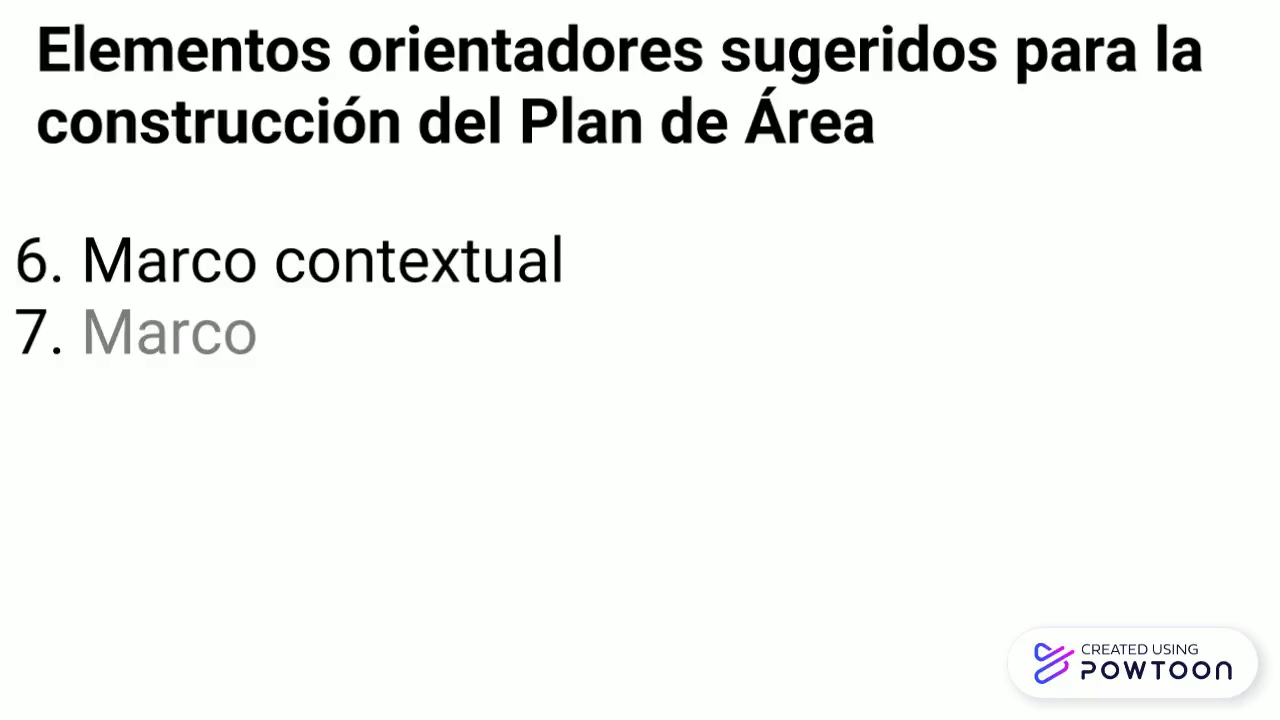 Elementos orientadores sugeridos para la
construcción del Plan de Área
6. Marco contextual
7. Marco
CREATED USING
POWTOON